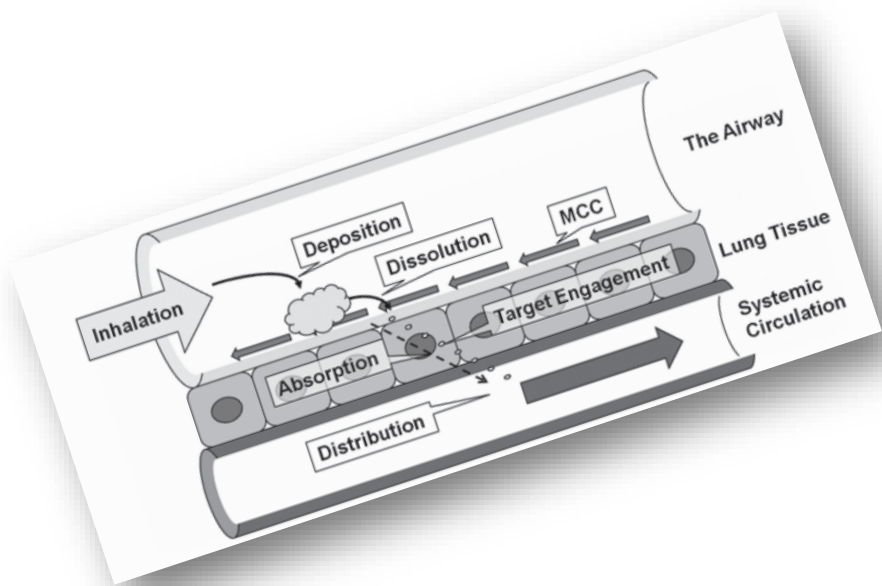 The Airway
MCC
Deposition
Dissolution
Lung Tissue
Inhalation
Target Engagement
Systemic
Circulation
Absorption
Distribution